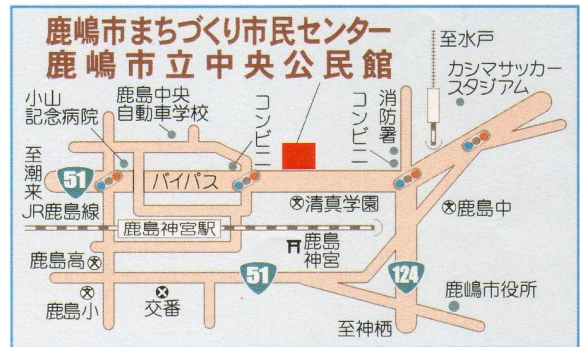 鹿嶋市まちづくり市民センター
鹿嶋市立中央公民館
至水戸
カシマサッカー
スタジアム
小山
記念病院
鹿島中央
自動車学校
コンビニ
消防署
コンビニ
至潮来
51
バイパス
JR鹿島線
清真学園
鹿島中
鹿島神宮駅
鹿島
神宮
鹿島高
51
124
鹿島小
交番
鹿嶋市役所
至神栖